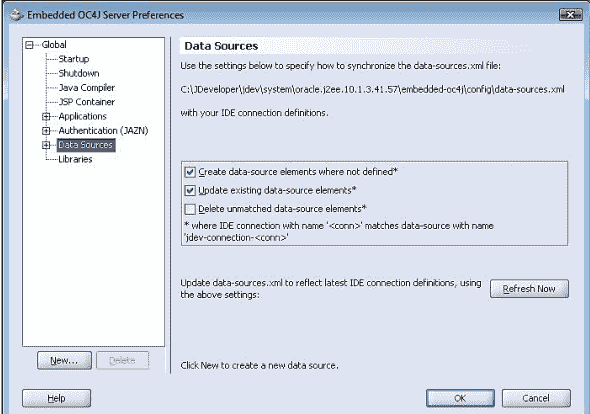 Embedded OC4J Server Preferences
Global
Startup
Shutdown
Java Compiler
JSP Container
Applications
Authentication (JAZN)
Data Sources
Libraries
New...
Delete
Data Sources
Use the settings below to specify how to synchronize the data-sources.xml file:
C:\JDeveloper\jdev\system\oracle.j2ee.10.1.3.41.57\embedded-oc4j\config\data-sources.xml
with your IDE connection definitions.
Create data-source elements where not defined*
Update existing data-source elements*
Delete unmatched data-source elements*
* where IDE connection with name '<conn>' matches data-source with name
'jdev-connection-<conn>'
Update data-sources.xml to reflect latest IDE connection definitions, using
the above settings:
Refresh Now
Click New to create a new data source.
Help
OK
Cancel